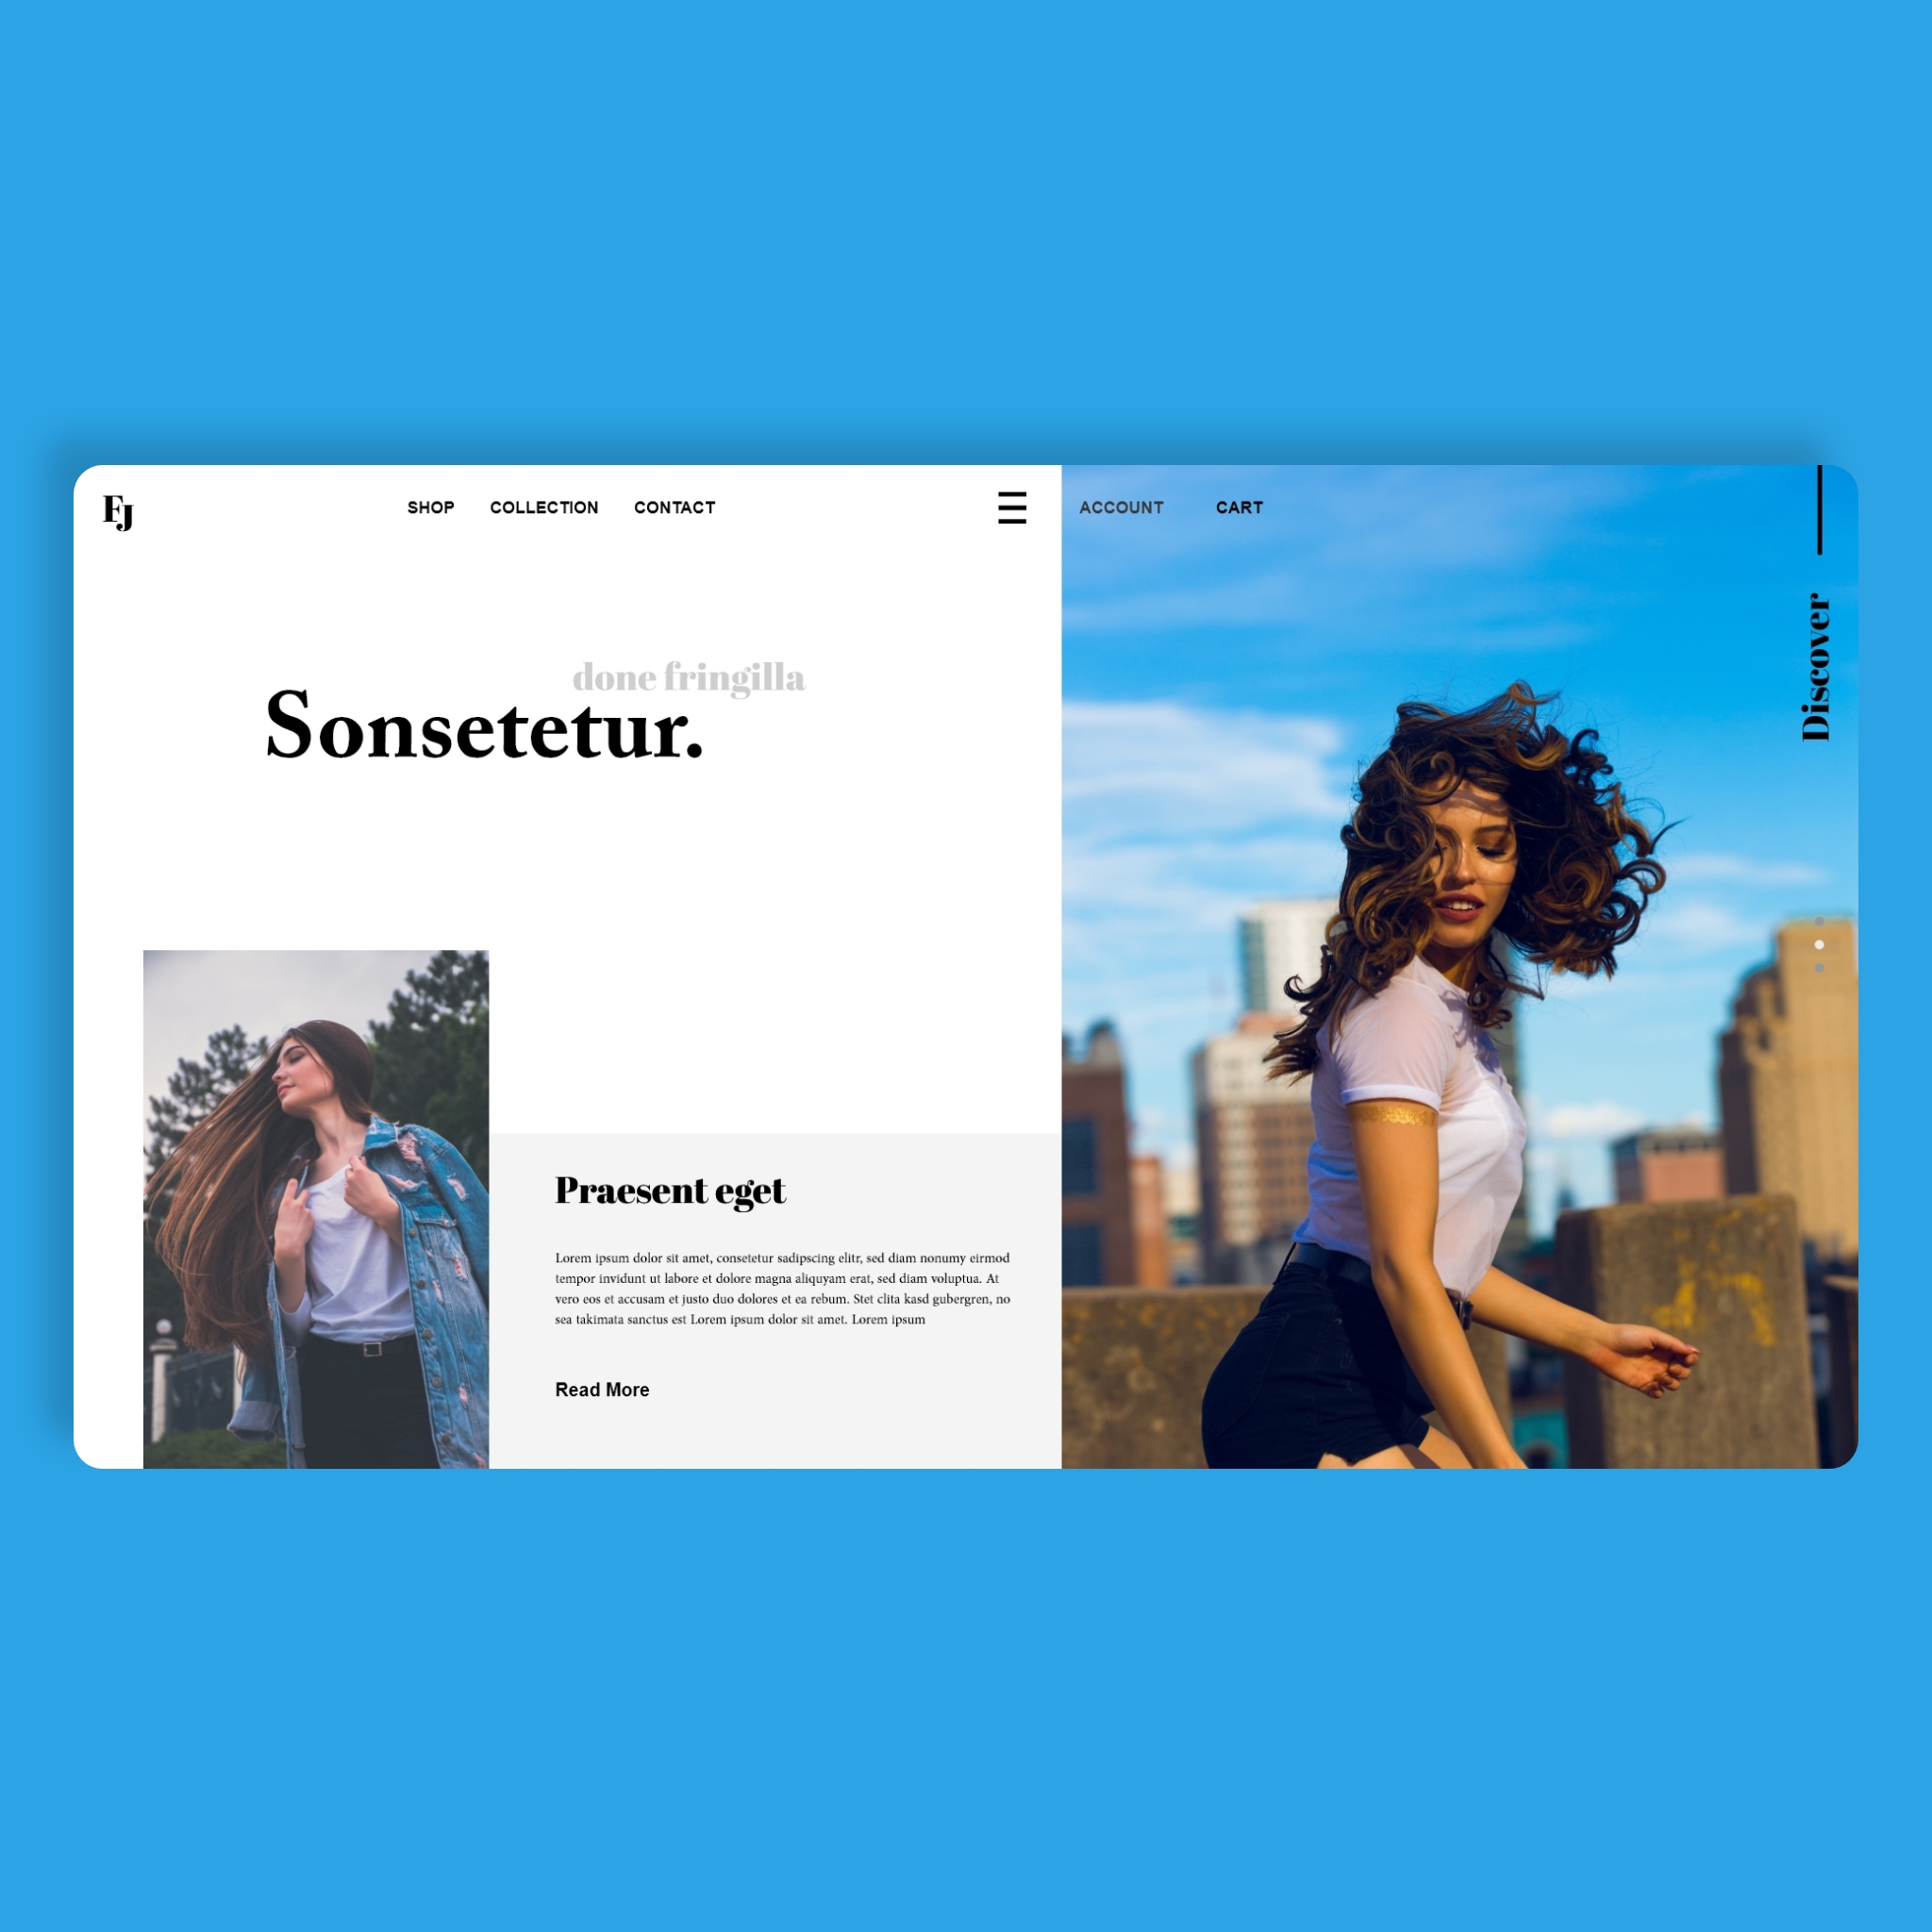 FJ
SHOP COLLECTION CONTACT
ACCOUNT CART
Discover
done fringilla
Sonsetetur.
Praesent eget
Lorem ipsum dolor sit amet, consetetur sadipscing elitr, sed diam nonumy eirmod
tempor invidunt ut labore et dolore magna aliquyam erat, sed diam voluptua. At
vero eos et accusam et justo duo dolores et ea rebum. Stet clita kasd gubergren, no
sea takimata sanctus est Lorem ipsum dolor sit amet. Lorem ipsum
Read More